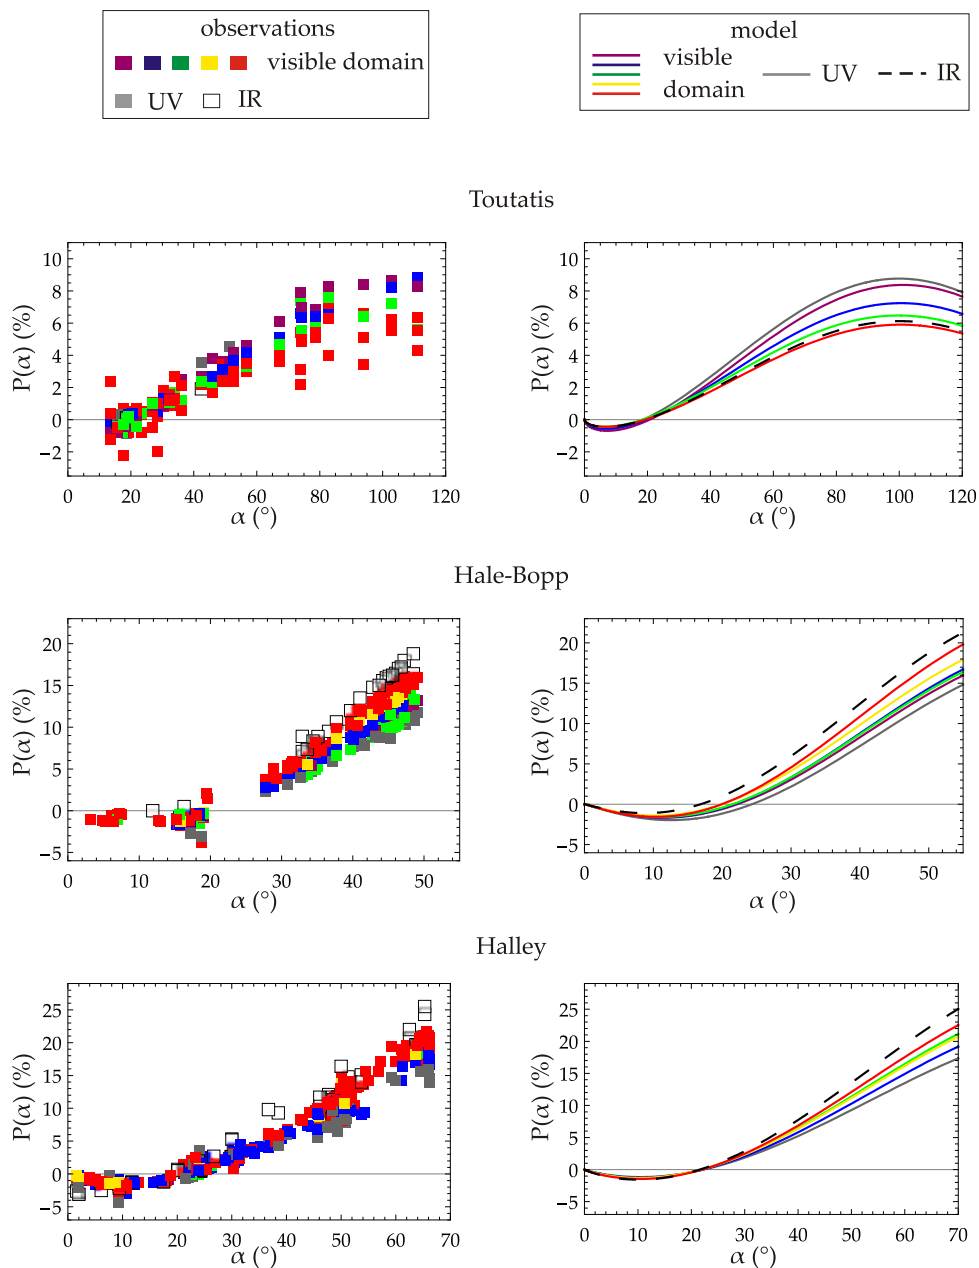 observations
visible domain
UV IR
model
visible
domain
UV IR
Toutatis
P(α) (%)
10
8
6
4
2
0
−2
0 20 40 60 80 100 120
α (°)
P(α) (%)
10
8
6
4
2
0
−2
0 20 40 60 80 100 120
α (°)
Hale-Bopp
P(α) (%)
20
15
10
5
0
−5
0 10 20 30 40 50
α (°)
P(α) (%)
20
15
10
5
0
−5
0 10 20 30 40 50
α (°)
Halley
P(α) (%)
25
20
15
10
5
0
−5
0 10 20 30 40 50 60 70
α (°)
P(α) (%)
25
20
15
10
5
0
−5
0 10 20 30 40 50 60 70
α (°)